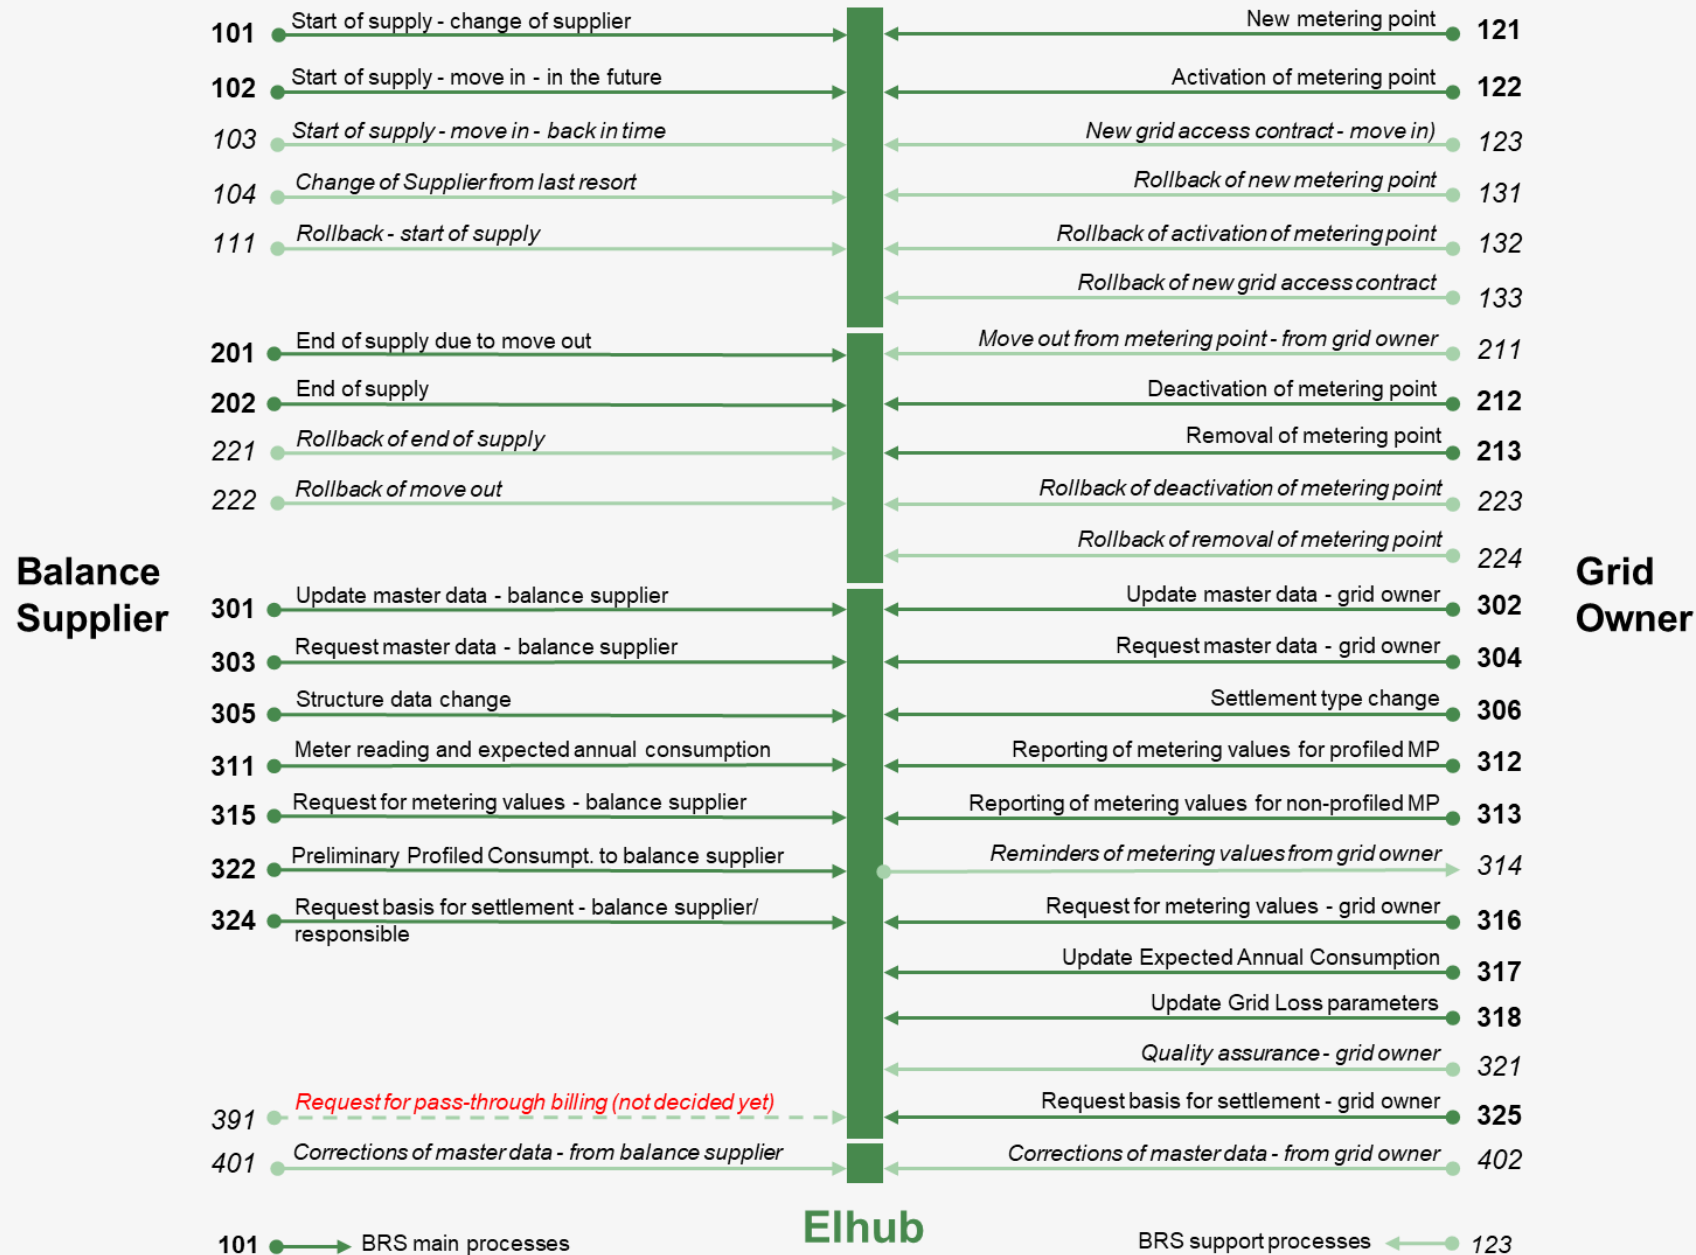 101 Start of supply - change of supplier New metering point 121
102 Start of supply - move in - in the future Activation of metering point 122
103 Start of supply - move in - back in time New grid access contract - move in) 123
104 Change of Supplier from last resort Rollback of new metering point 131
111 Rollback - start of supply Rollback of activation of metering point 132
Rollback of new grid access contract 133
201 End of supply due to move out Move out from metering point - from grid owner 211
202 End of supply Deactivation of metering point 212
221 Rollback of end of supply Removal of metering point 213
222 Rollback of move out Rollback of deactivation of metering point 223
Rollback of removal of metering point 224
Balance
Supplier
Grid
Owner
301 Update master data - balance supplier Update master data - grid owner 302
303 Request master data - balance supplier Request master data - grid owner 304
305 Structure data change Settlement type change 306
311 Meter reading and expected annual consumption Reporting of metering values for profiled MP 312
315 Request for metering values - balance supplier Reporting of metering values for non-profiled MP 313
322 Preliminary Profiled Consumpt. to balance supplier Reminders of metering values from grid owner 314
324 Request basis for settlement - balance supplier/
responsible
Request for metering values - grid owner 316
Update Expected Annual Consumption 317
Update Grid Loss parameters 318
Quality assurance - grid owner 321
391 Request for pass-through billing (not decided yet) Request basis for settlement - grid owner 325
401 Corrections of master data - from balance supplier Corrections of master data - from grid owner 402
Elhub
101 BRS main processes BRS support processes 123